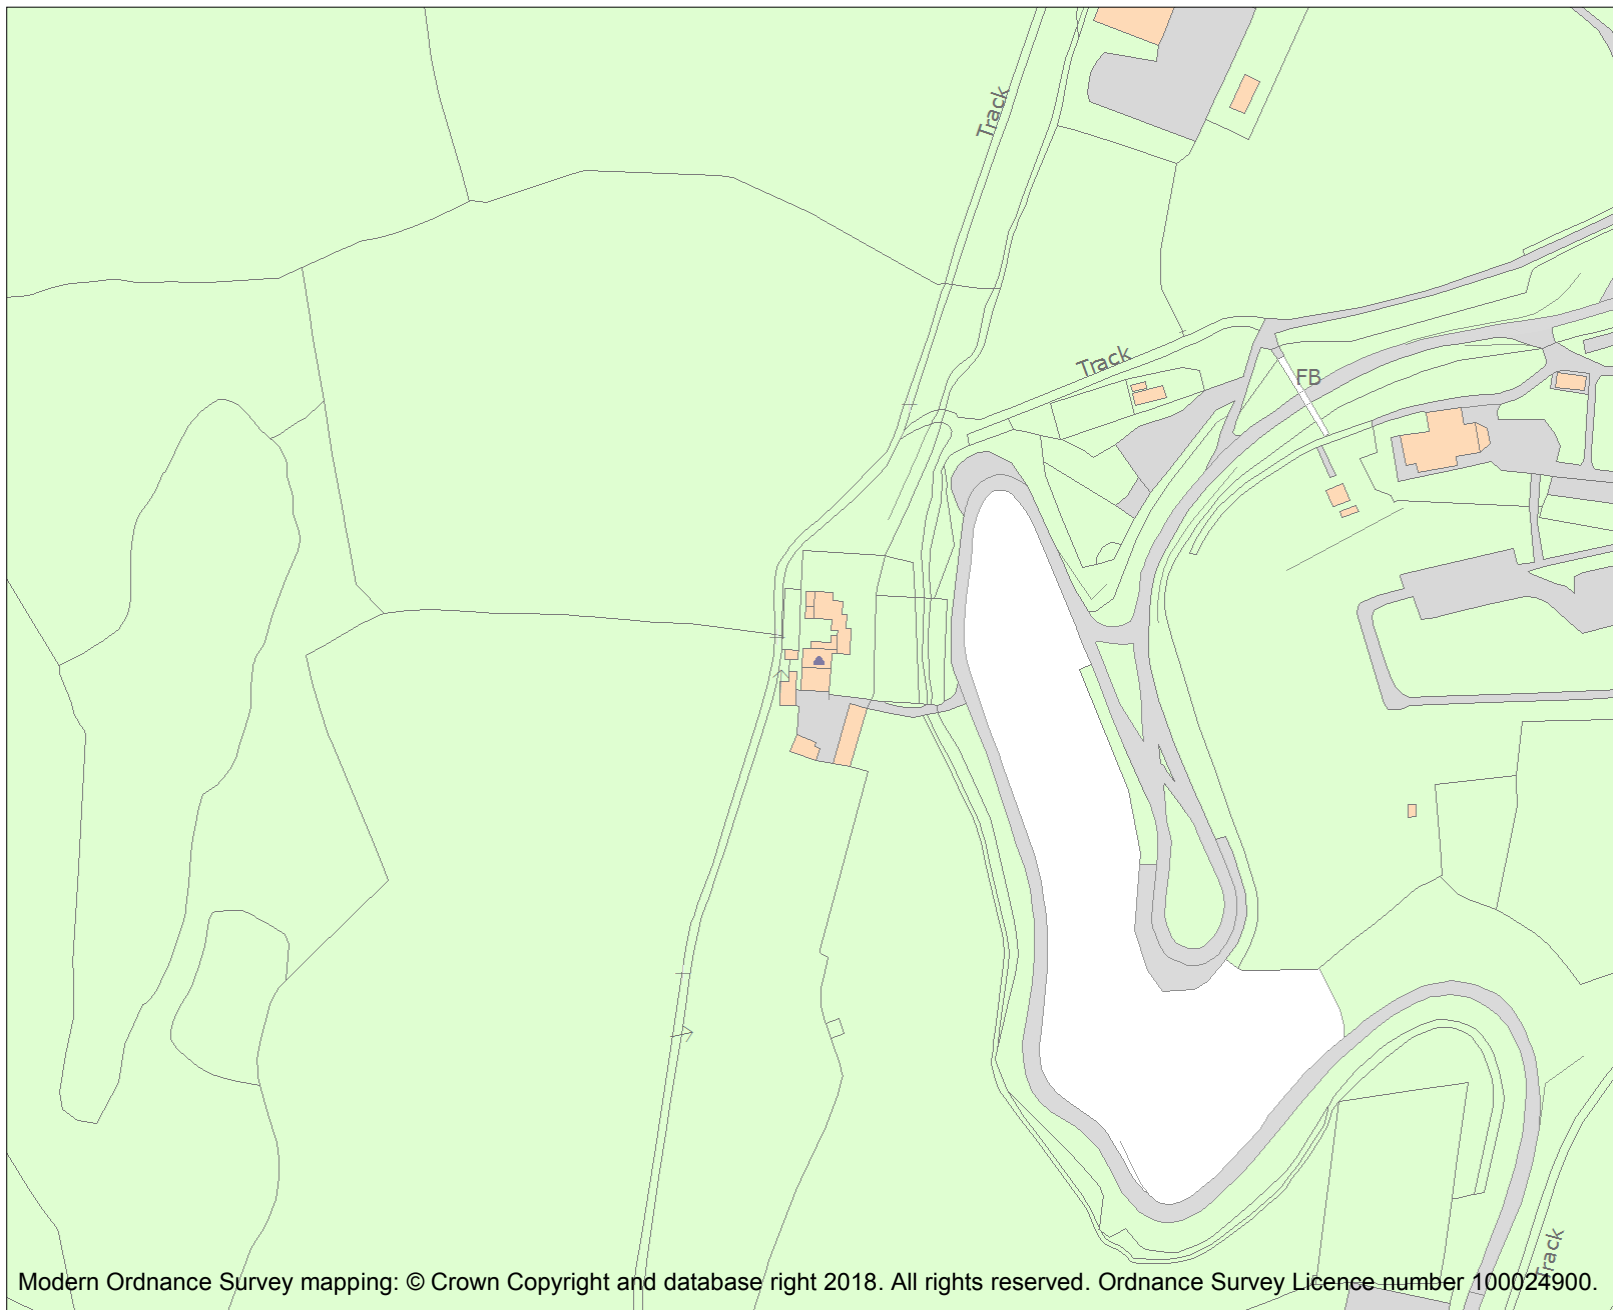 Track
Track
FB
Track
Modern Ordnance Survey mapping: © Crown Copyright and database right 2018. All rights reserved. Ordnance Survey Licence number 100024900.